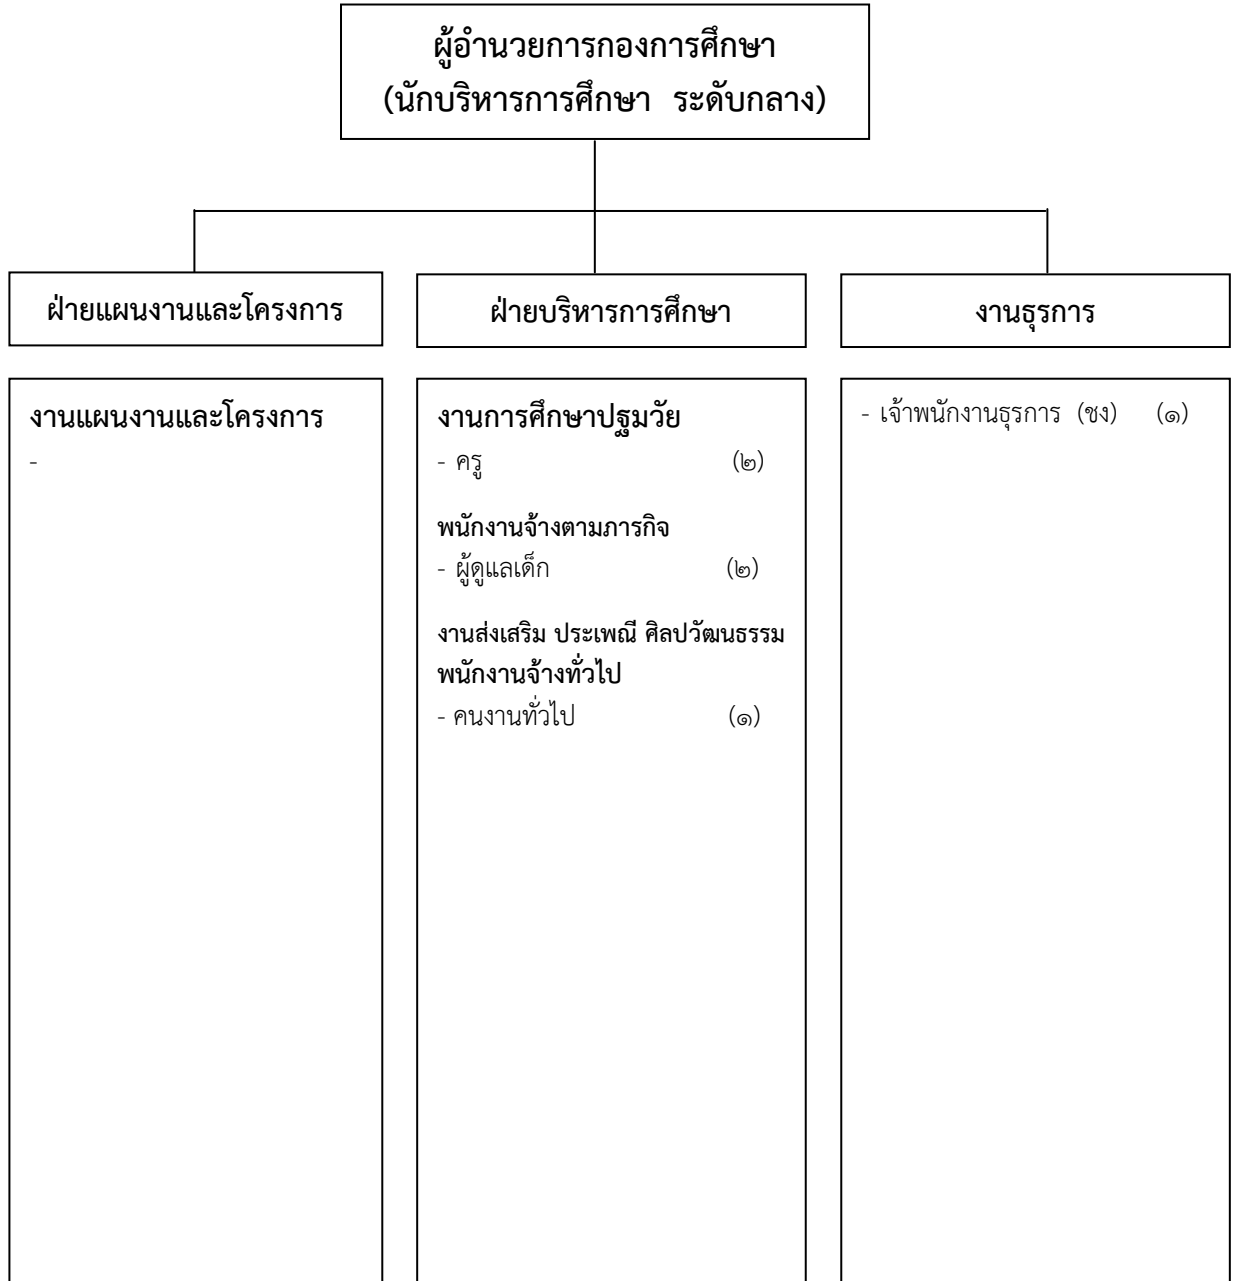 ผู้อำนวยการกองการศึกษา
(นักบริหารการศึกษา ระดับกลาง)
ฝ่ายแผนงานและโครงการ
ฝ่ายบริหารการศึกษา
งานธุรการ
งานแผนงานและโครงการ
-
งานการศึกษาปฐมวัย
- ครู (๒)
พนักงานจ้างตามภารกิจ
- ผู้ดูแลเด็ก (๒)
งานส่งเสริม ประเพณี ศิลปวัฒนธรรม
พนักงานจ้างทั่วไป
- คนงานทั่วไป (๑)
- เจ้าพนักงานธุรการ (ชง) (๑)